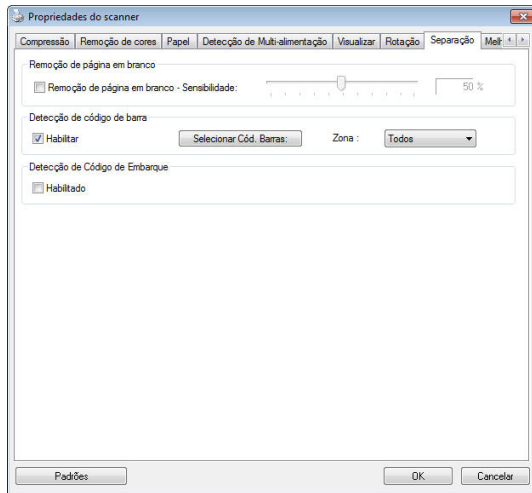 Propriedades do scanner
Compressão Remoção de cores Papel Detecção de Multi-alimentação Visualizar Rotação Separação Melh
Remoção de página em branco
Remoção de página em branco - Sensibilidade: 50 %
Detecção de código de barra
Habilitar Selecionar Cód. Barras: Zona : Todos
Detecção de Código de Embarque
Habilitado
Padrões OK Cancelar